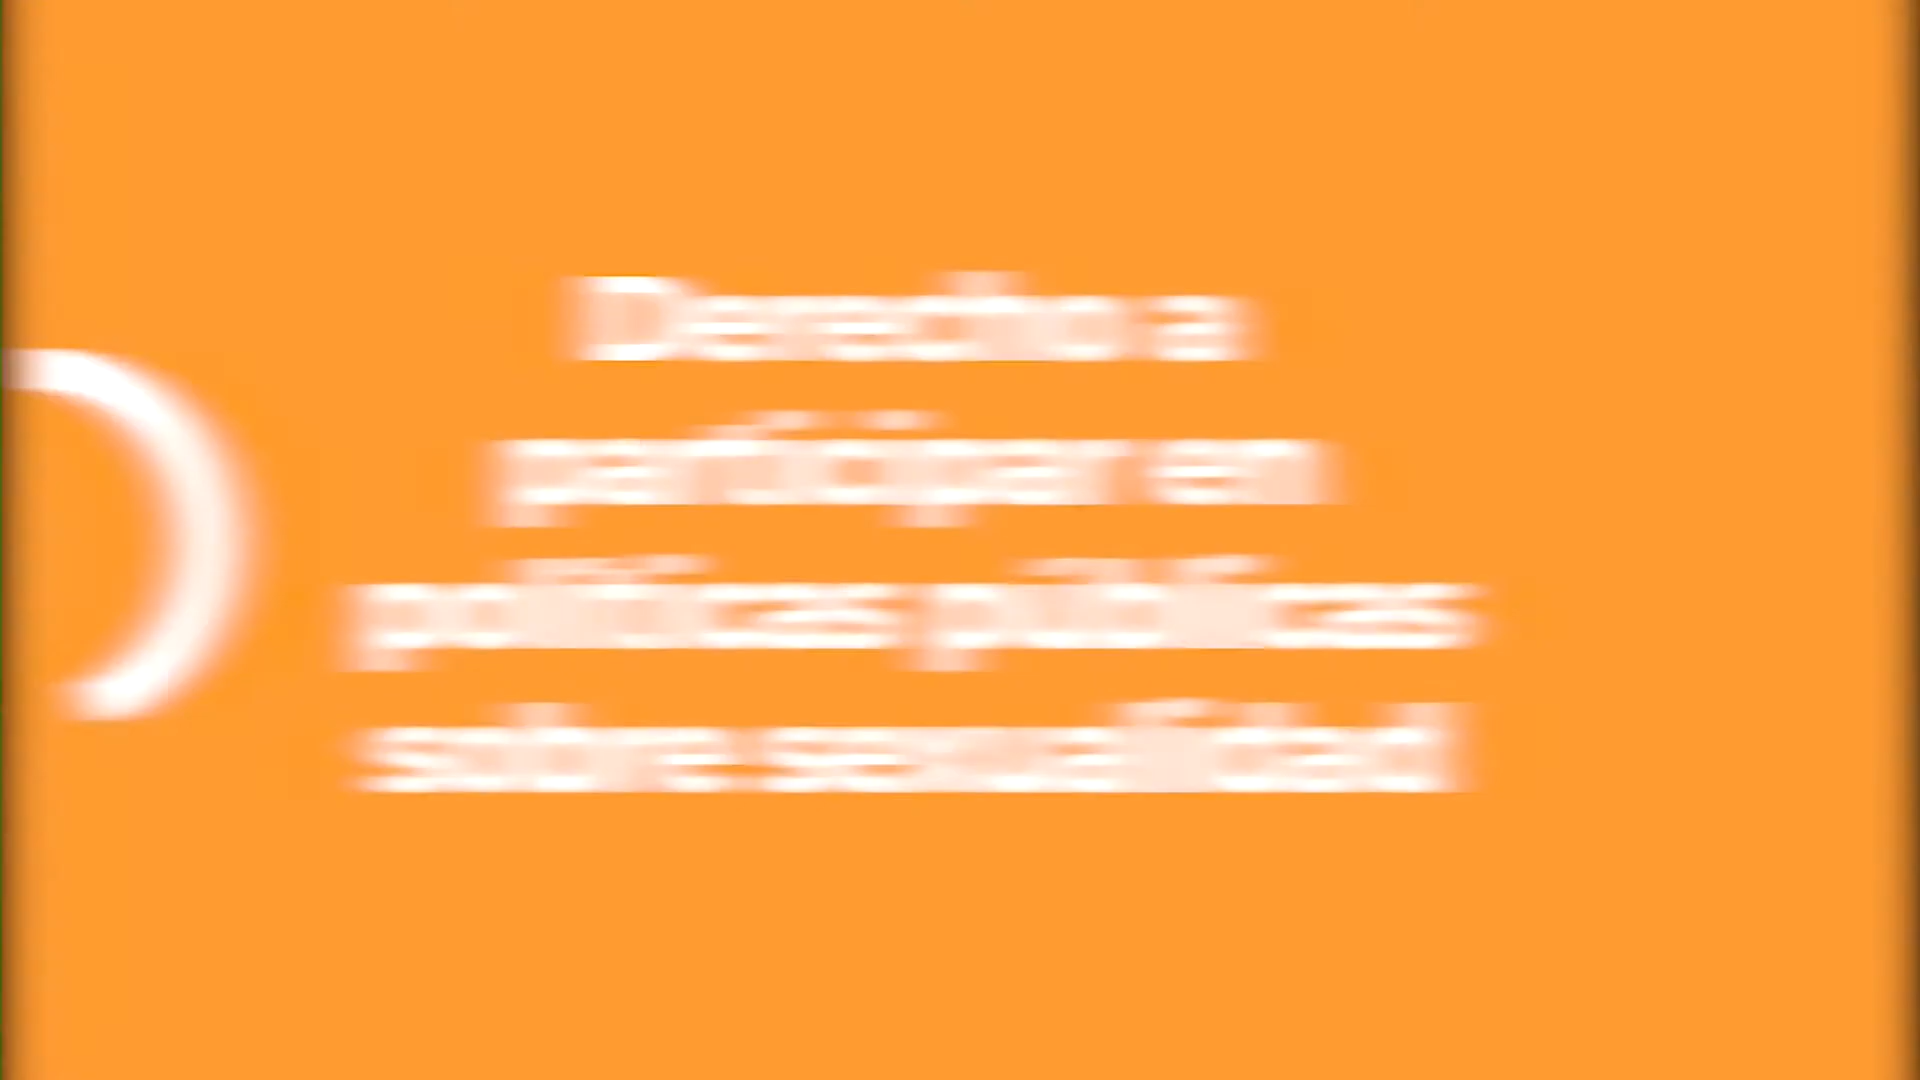 Derecho a
participar en
políticas públicas
sobre sexualidad